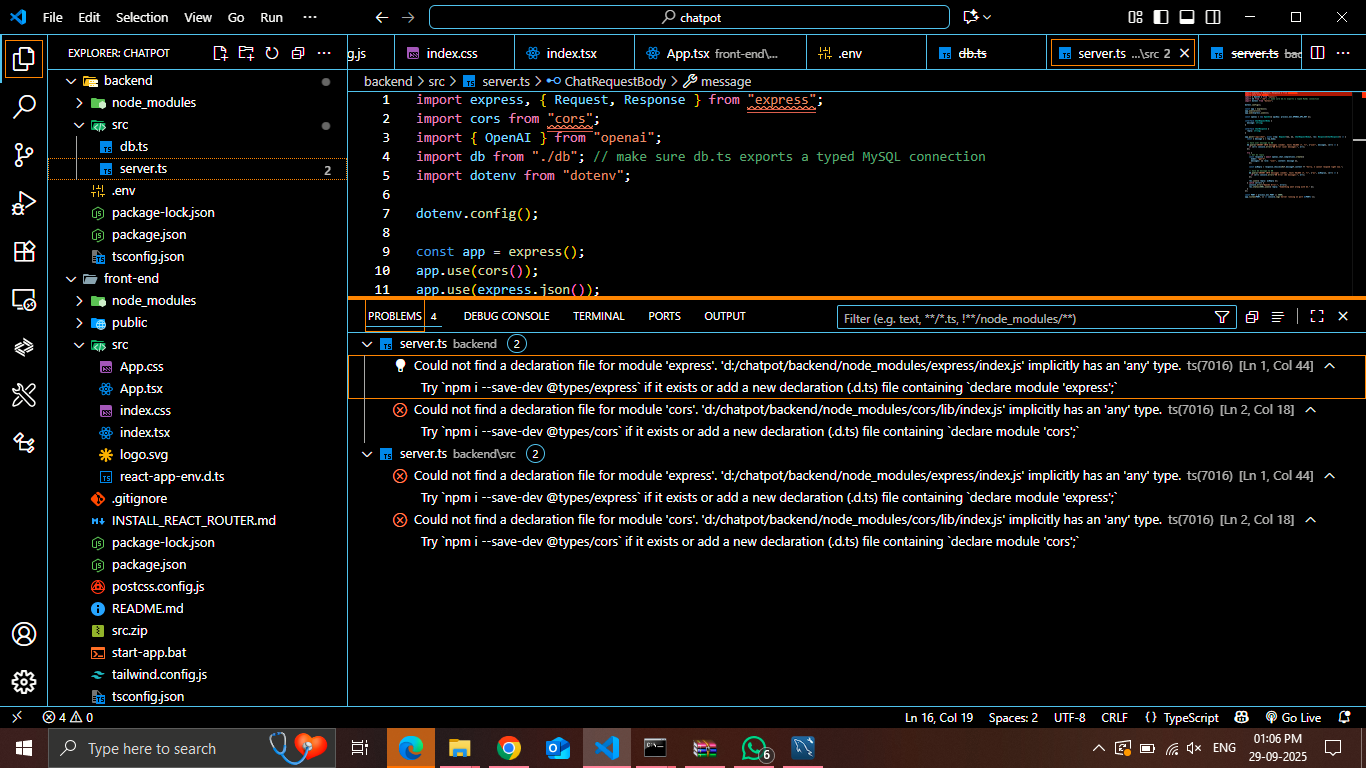 File Edit Selection View Go Run ··· chatpot
EXPLORER: CHATPOT
g.js index.css index.tsx App.tsx front-end\... .env db.ts server.ts ...\src 2 server.ts bac
backend > src > server.ts > ChatRequestBody > message
backend
node_modules
src
db.ts
server.ts 2
.env
package-lock.json
package.json
tsconfig.json
front-end
node_modules
public
src
App.css
App.tsx
index.css
index.tsx
logo.svg
react-app-env.d.ts
.gitignore
INSTALL_REACT_ROUTER.md
package-lock.json
package.json
postcss.config.js
README.md
src.zip
start-app.bat
tailwind.config.js
tsconfig.json
1 import express, { Request, Response } from "express";
2 import cors from "cors";
3 import { OpenAI } from "openai";
4 import db from "./db"; // make sure db.ts exports a typed MySQL connection
5 import dotenv from "dotenv";
6
7 dotenv.config();
8
9 const app = express();
10 app.use(cors());
11 app.use(express.json());
PROBLEMS 4 DEBUG CONSOLE TERMINAL PORTS OUTPUT Filter (e.g. text, **/*.ts, !**/node_modules/**)
server.ts backend 2
Could not find a declaration file for module 'express'. 'd:/chatpot/backend/node_modules/express/index.js' implicitly has an 'any' type. ts(7016) [Ln 1, Col 44]
Try `npm i --save-dev @types/express` if it exists or add a new declaration (.d.ts) file containing `declare module 'express';`
Could not find a declaration file for module 'cors'. 'd:/chatpot/backend/node_modules/cors/lib/index.js' implicitly has an 'any' type. ts(7016) [Ln 2, Col 18]
Try `npm i --save-dev @types/cors` if it exists or add a new declaration (.d.ts) file containing `declare module 'cors';`
server.ts backend\src 2
Could not find a declaration file for module 'express'. 'd:/chatpot/backend/node_modules/express/index.js' implicitly has an 'any' type. ts(7016) [Ln 1, Col 44]
Try `npm i --save-dev @types/express` if it exists or add a new declaration (.d.ts) file containing `declare module 'express';`
Could not find a declaration file for module 'cors'. 'd:/chatpot/backend/node_modules/cors/lib/index.js' implicitly has an 'any' type. ts(7016) [Ln 2, Col 18]
Try `npm i --save-dev @types/cors` if it exists or add a new declaration (.d.ts) file containing `declare module 'cors';`
4 0 Ln 16, Col 19 Spaces: 2 UTF-8 CRLF {} TypeScript Go Live
Type here to search 6 ENG 01:06 PM
29-09-2025